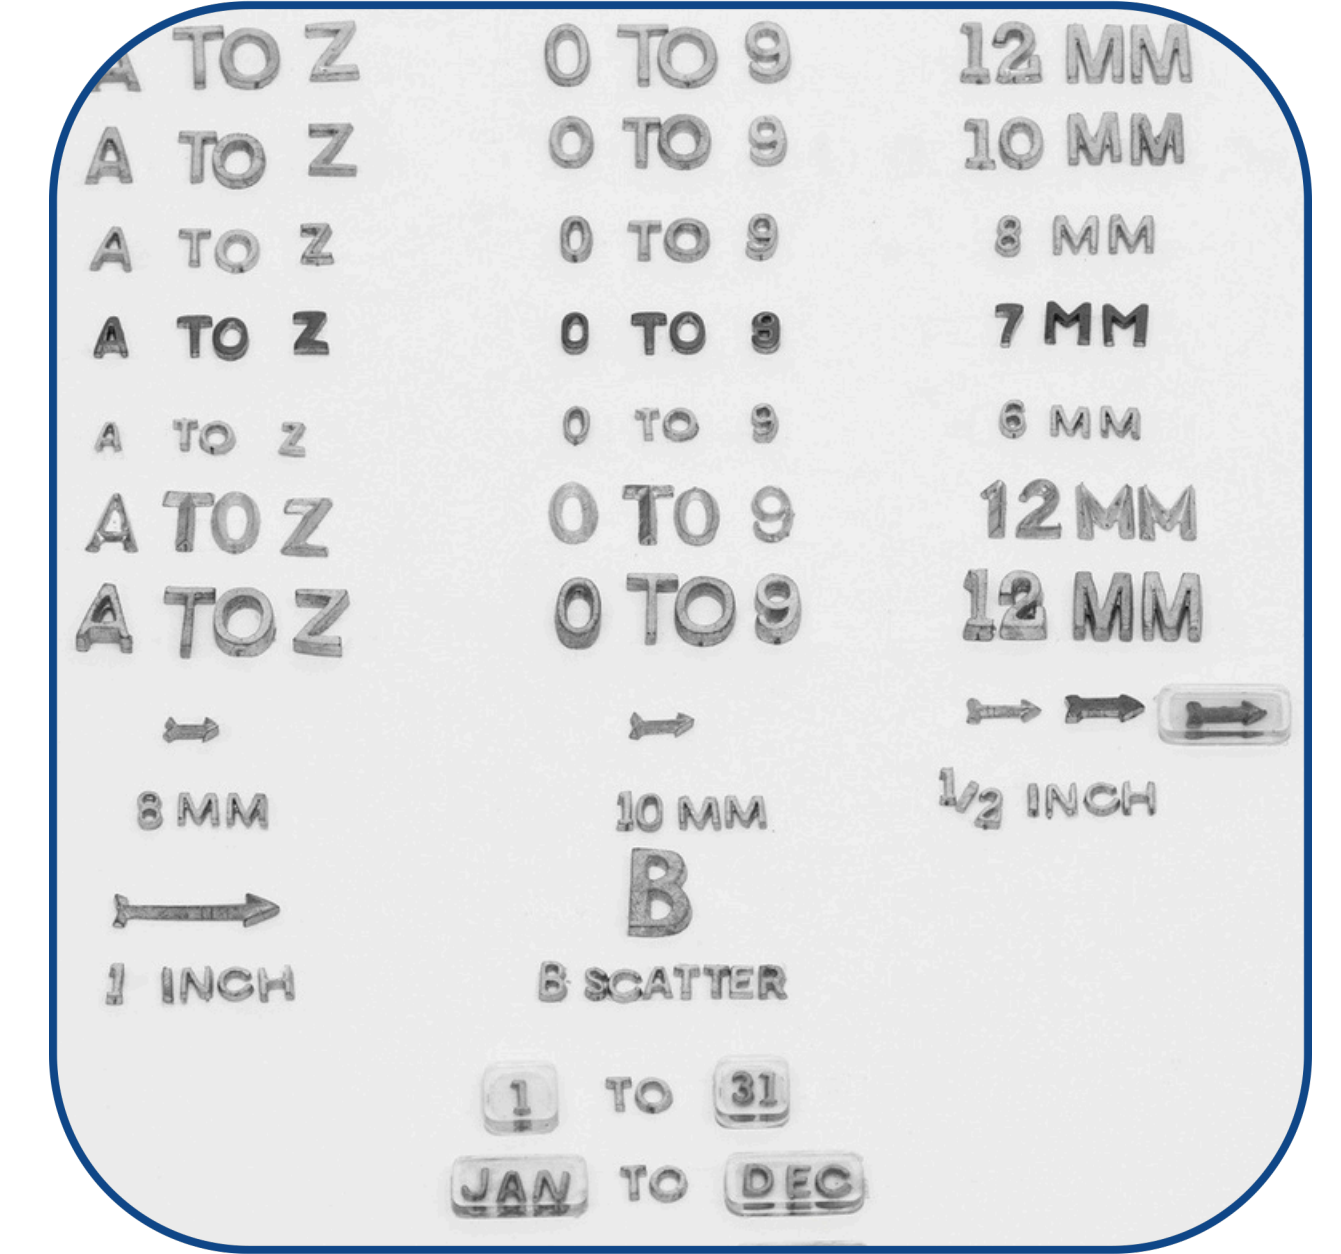 A TO Z 0 TO 9 12 MM
A TO Z 0 TO 9 10 MM
A TO Z 0 TO 9 8 MM
A TO Z 0 TO 9 7 MM
A TO Z 0 TO 9 6 MM
A TO Z 0 TO 9 12 MM
A TO Z 0 TO 9 12 MM
8 MM 10 MM 1/2 INCH
B
1 INCH B SCATTER
1 TO 31
JAN TO DEC